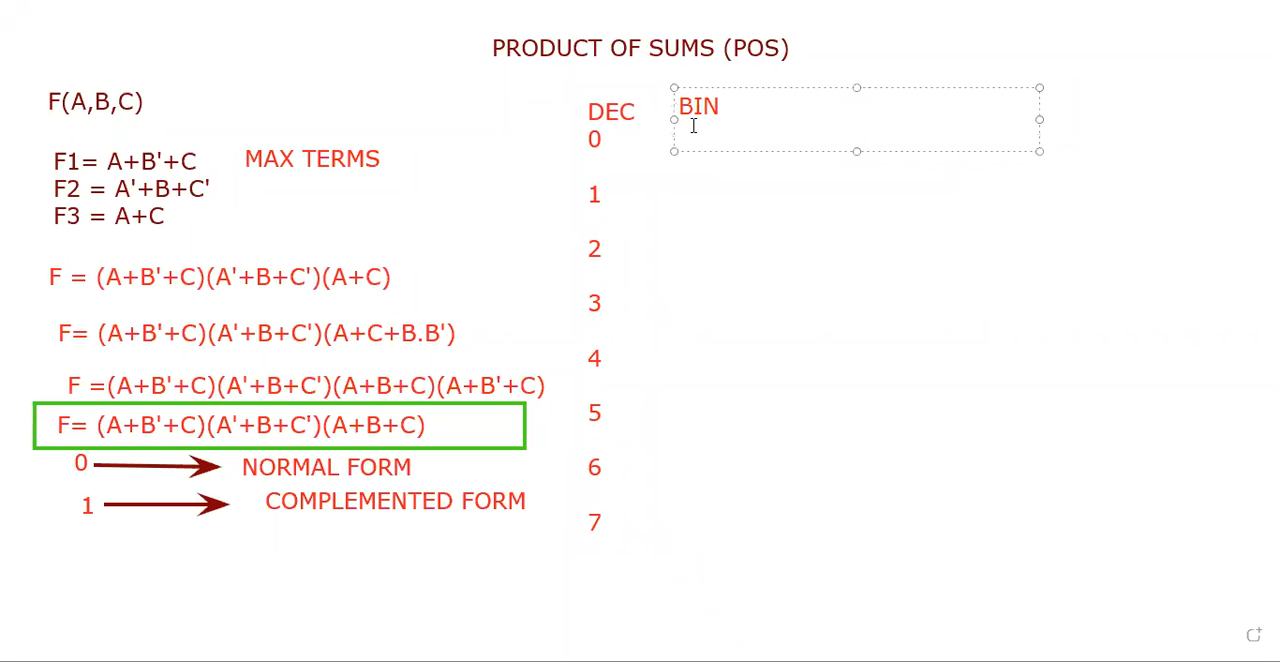 PRODUCT OF SUMS (POS)
F(A,B,C)
F1= A+B'+C
MAX TERMS
F2 = A'+B+C'
F3 = A+C
F = (A+B'+C)(A'+B+C')(A+C)
F= (A+B'+C)(A'+B+C')(A+C+B.B')
F =(A+B'+C)(A'+B+C')(A+B+C)(A+B'+C)
F= (A+B'+C)(A'+B+C')(A+B+C)
0 NORMAL FORM
1 COMPLEMENTED FORM
DEC
0
1
2
3
4
5
6
7
BIN